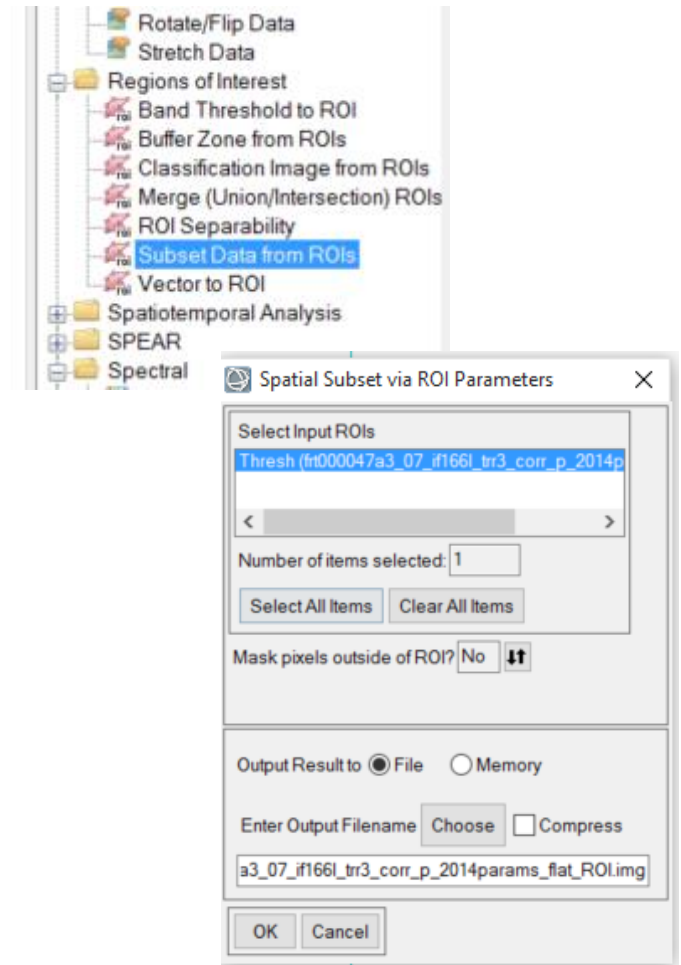 Rotate/Flip Data
Stretch Data
Regions of Interest
Band Threshold to ROI
Buffer Zone from ROIs
Classification Image from ROIs
Merge (Union/Intersection) ROIs
ROI Separability
Subset Data from ROIs
Vector to ROI
Spatiotemporal Analysis
SPEAR
Spectral
Spatial Subset via ROI Parameters
Select Input ROIs
Thresh (frt000047a3_07_if166l_trr3_corr_p_2014p
Number of items selected: 1
Select All Items Clear All Items
Mask pixels outside of ROI? No
Output Result to File Memory
Enter Output Filename Choose Compress
a3_07_if166l_trr3_corr_p_2014params_flat_ROI.img
OK Cancel